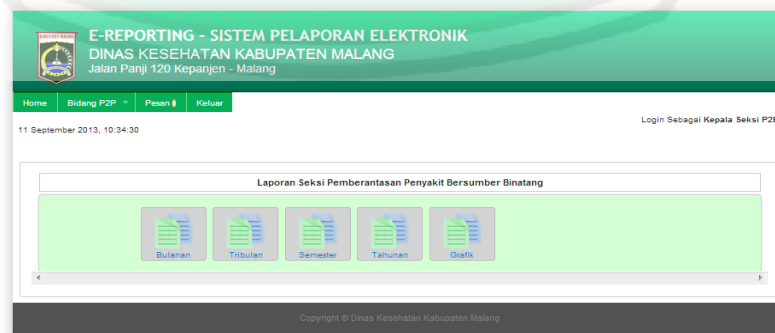 E-REPORTING - SISTEM PELAPORAN ELEKTRONIK
DINAS KESEHATAN KABUPATEN MALANG
Jalan Panji 120 Kepanjen - Malang
Home Bidang P2P Pesan Keluar
Login Sebagai Kepala Seksi
11 September 2013, 10:34:30
Laporan Seksi Pemberantasan Penyakit Bersumber Binatang
Bulanan Tribulan Semester Tahunan Grafik
Copyright © Dinas Kesehatan Kabupaten Malang